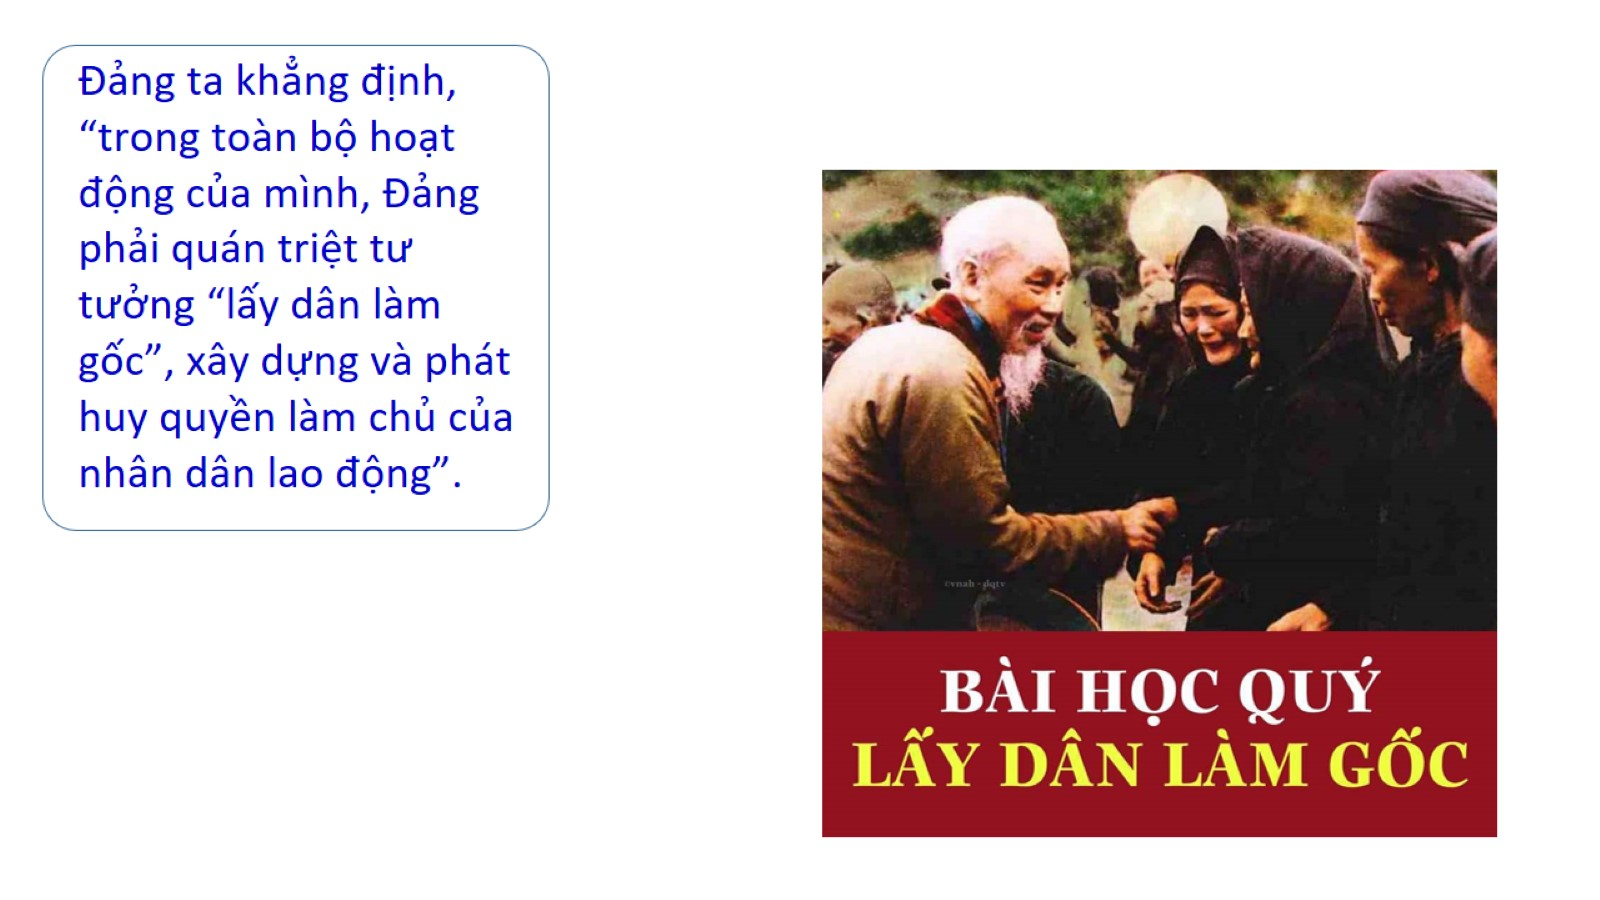 Đảng ta khẳng định,
“trong toàn bộ hoạt
động của mình, Đảng
phải quán triệt tư
tưởng “lấy dân làm
gốc”, xây dựng và phát
huy quyền làm chủ của
nhân dân lao động”.
BÀI HỌC QUÝ
LẤY DÂN LÀM GỐC